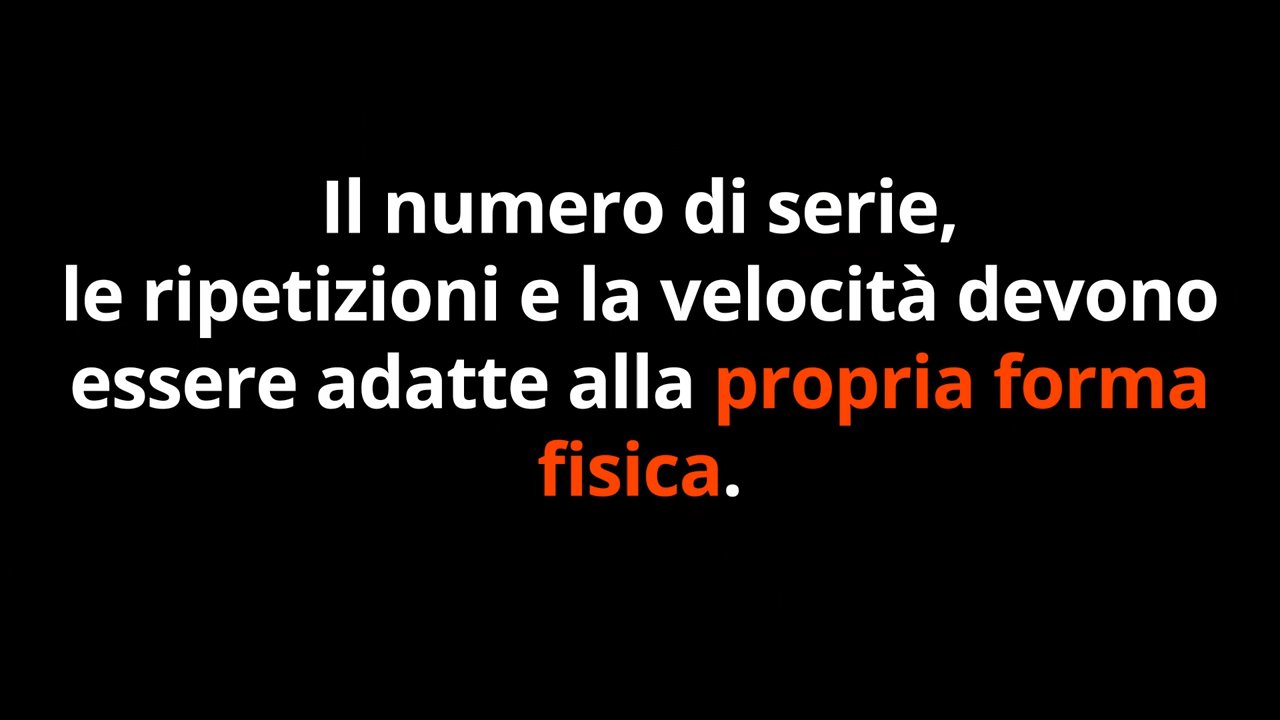 Il numero di serie,
le ripetizioni e la velocità devono
essere adatte alla propria forma
fisica.